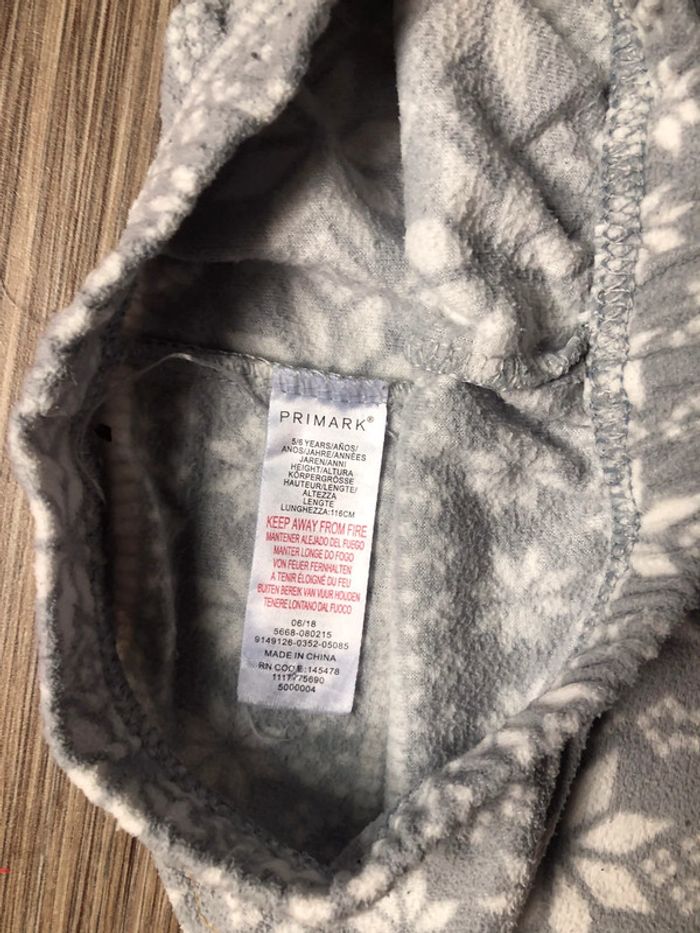 PRIMARK®
5/6 YEARS/AÑOS/
ANOS/JAHRE/ANNÉES
JAREN/ANNI
HEIGHT/ALTURA
KÖRPERGRÖSSE
HAUTEUR/LENGTE/
ALTEZZA
LENGTE
LUNGHEZZA:116CM
KEEP AWAY FROM FIRE
MANTENER ALEJADO DEL FUEGO
MANTER LONGE DO FOGO
VON FEUER FERNHALTEN
A TENIR ÉLOIGNÉ DU FEU
BUITEN BEREIK VAN VUUR HOUDEN
TENERE LONTANO DAL FUOCO
06/18
5668-080215
9149126-0352-05085
MADE IN CHINA
RN CODE:145478
5000004